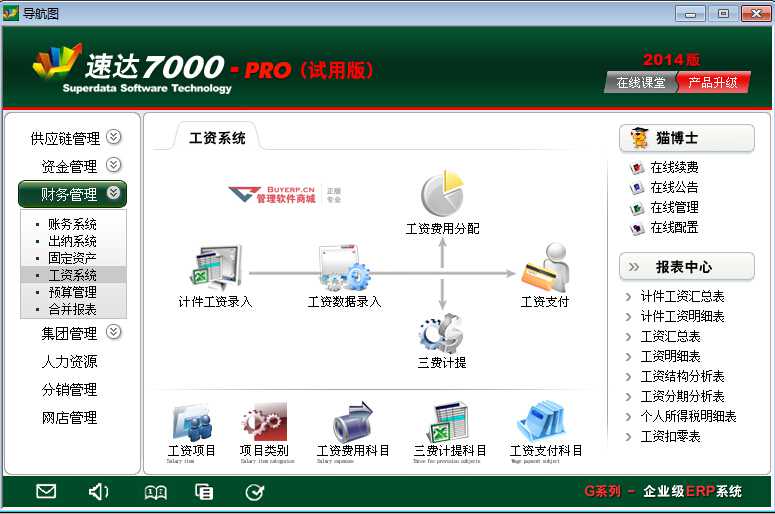 导航图
速达7000-PRO（试用版）
Superdata Software Technology
2014版
在线课堂
产品升级
供应链管理
资金管理
财务管理
账务系统
出纳系统
固定资产
工资系统
预算管理
合并报表
集团管理
人力资源
分销管理
网店管理
工资系统
BUYERP.CN
管理软件商城
正版
专业
工资费用分配
计件工资录入
工资数据录入
工资支付
三费计提
工资项目
Salary item
项目类别
Salary item categories
工资费用科目
Salary expenses
三费计提科目
Three for provision subjects
工资支付科目
Wage payment subject
猫博士
在线续费
在线公告
在线管理
在线配置
报表中心
计件工资汇总表
计件工资明细表
工资汇总表
工资明细表
工资结构分析表
工资分期分析表
个人所得税明细表
工资扣零表
G系列 - 企业级ERP系统